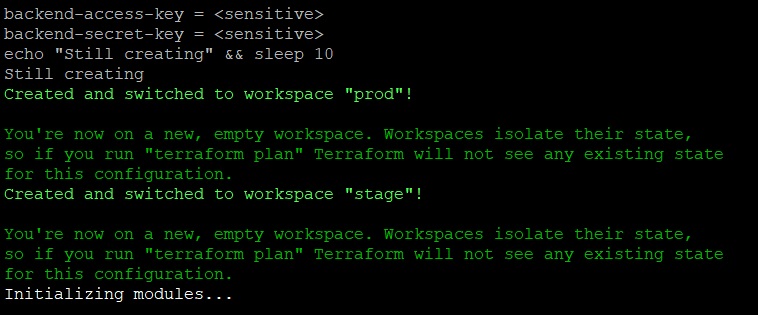 backend-access-key = <sensitive>
backend-secret-key = <sensitive>
echo "Still creating" && sleep 10
Still creating
Created and switched to workspace "prod"!
You're now on a new, empty workspace. Workspaces isolate their state,
so if you run "terraform plan" Terraform will not see any existing state
for this configuration.
Created and switched to workspace "stage"!
You're now on a new, empty workspace. Workspaces isolate their state,
so if you run "terraform plan" Terraform will not see any existing state
for this configuration.
Initializing modules...